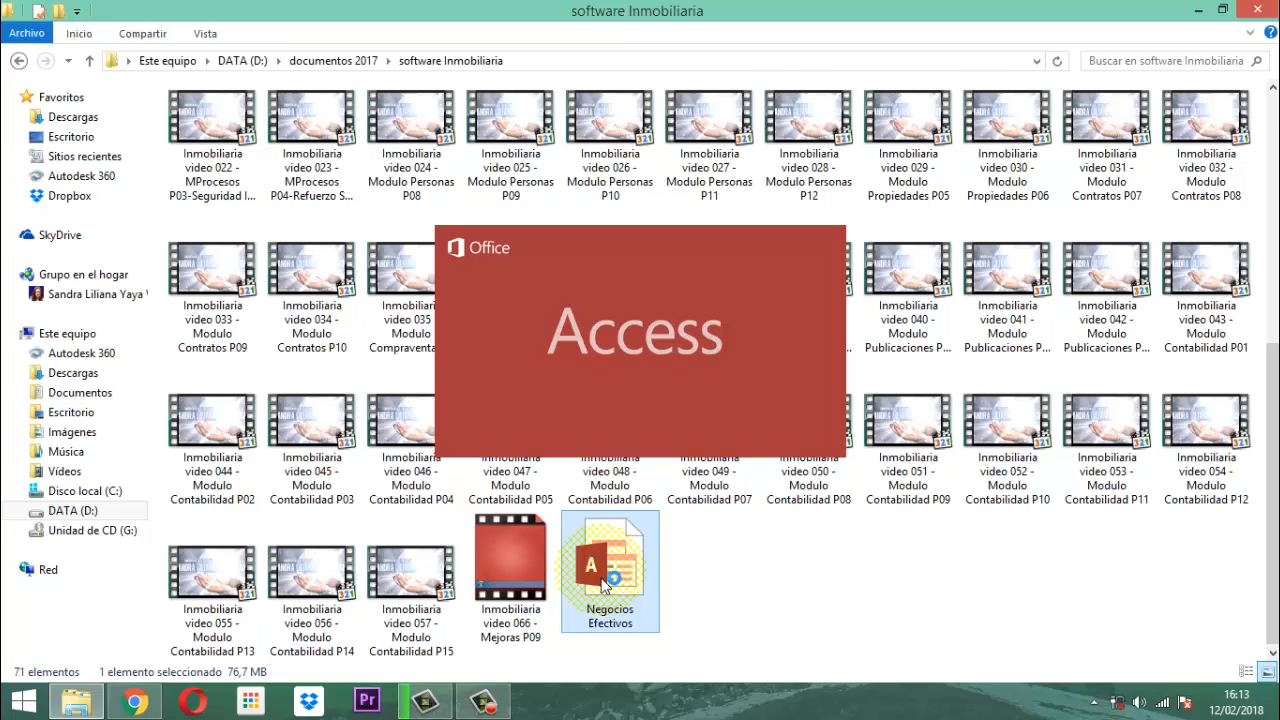 software Inmobiliaria
Archivo
Inicio
Compartir
Vista
Este equipo
DATA (D:)
documentos 2017
software Inmobiliaria
Buscar en software Inmobiliaria
Favoritos
Descargas
Escritorio
Sitios recientes
Autodesk 360
Dropbox
SkyDrive
Grupo en el hogar
Sandra Liliana Yaya
Este equipo
Autodesk 360
Descargas
Documentos
Escritorio
Imágenes
Música
Vídeos
Disco local (C:)
DATA (D:)
Unidad de CD (G:)
Red
Inmobiliaria
video 022 -
MProcesos
P03-Seguridad I...
Inmobiliaria
video 023 -
MProcesos
P04-Refuerzo S...
Inmobiliaria
video 024 -
Modulo Personas
P08
Inmobiliaria
video 025 -
Modulo Personas
P09
Inmobiliaria
video 026 -
Modulo Personas
P10
Inmobiliaria
video 027 -
Modulo Personas
P11
Inmobiliaria
video 028 -
Modulo Personas
P12
Inmobiliaria
video 029 -
Modulo
Propiedades P05
Inmobiliaria
video 030 -
Modulo
Propiedades P06
Inmobiliaria
video 031 -
Modulo
Contratos P07
Inmobiliaria
video 032 -
Modulo
Contratos P08
Inmobiliaria
video 033 -
Modulo
Contratos P09
Inmobiliaria
video 034 -
Modulo
Contratos P10
Inmobiliaria
video 035
Modulo
Compraventa
Office
Access
Inmobiliaria
video 040 -
Modulo
Publicaciones P...
Inmobiliaria
video 041 -
Modulo
Publicaciones P...
Inmobiliaria
video 042 -
Modulo
Publicaciones P...
Inmobiliaria
video 043 -
Modulo
Contabilidad P01
Inmobiliaria
video 044 -
Modulo
Contabilidad P02
Inmobiliaria
video 045 -
Modulo
Contabilidad P03
Inmobiliaria
video 046 -
Modulo
Contabilidad P04
Inmobiliaria
video 047 -
Modulo
Contabilidad P05
Inmobiliaria
video 048 -
Modulo
Contabilidad P06
Inmobiliaria
video 049 -
Modulo
Contabilidad P07
Inmobiliaria
video 050 -
Modulo
Contabilidad P08
Inmobiliaria
video 051 -
Modulo
Contabilidad P09
Inmobiliaria
video 052 -
Modulo
Contabilidad P10
Inmobiliaria
video 053 -
Modulo
Contabilidad P11
Inmobiliaria
video 054 -
Modulo
Contabilidad P12
Inmobiliaria
video 055 -
Modulo
Contabilidad P13
Inmobiliaria
video 056 -
Modulo
Contabilidad P14
Inmobiliaria
video 057 -
Modulo
Contabilidad P15
Inmobiliaria
video 066 -
Mejoras P09
A
Negocios
Efectivos
71 elementos
1 elemento seleccionado 76,7 MB
Pr
16:13
12/02/2018